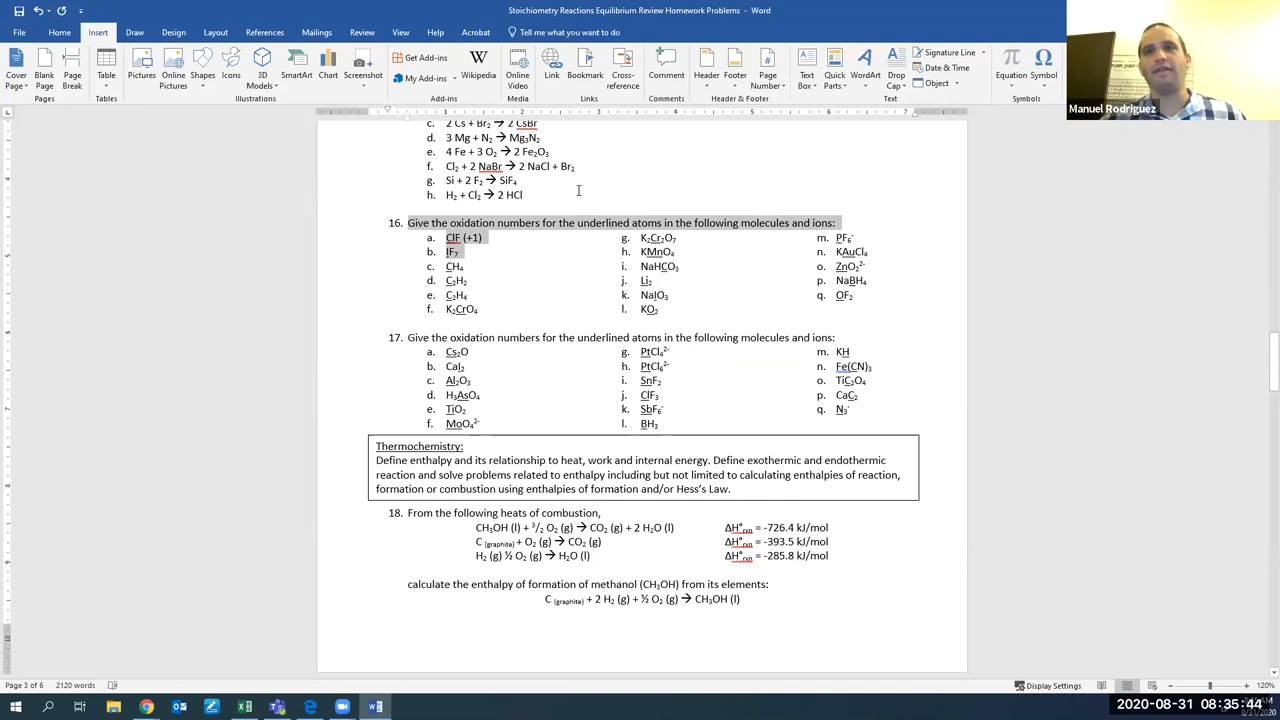 Stoichiometry Reactions Equilibrium Review Homework Problems - Word
File Home Insert Draw Design Layout References Mailings Review View Help Acrobat Tell me what you want to do
Cover Page Blank Page Page Break Table Pictures Online Pictures Shapes Icons 3D Models SmartArt Chart Screenshot Get Add-ins My Add-ins Wikipedia Online Video Link Bookmark Cross-reference Comment Header Footer Page Number Text Box Quick Parts WordArt Drop Cap Signature Line Date & Time Object Equation Symbol
Pages Tables Illustrations Add-ins Media Links Comments Header & Footer Text Symbols
Manuel Rodriguez
c. 2 Cs + Br₂ → 2 CsBr
d. 3 Mg + N₂ → Mg₃N₂
e. 4 Fe + 3 O₂ → 2 Fe₂O₃
f. Cl₂ + 2 NaBr → 2 NaCl + Br₂
g. Si + 2 F₂ → SiF₄
h. H₂ + Cl₂ → 2 HCl
16. Give the oxidation numbers for the underlined atoms in the following molecules and ions:
a. ClF (+1)
b. IF₇
c. CH₄
d. C₂H₂
e. C₂H₄
f. K₂CrO₄
g. K₂Cr₂O₇
h. KMnO₄
i. NaHCO₃
j. Li₂
k. NaIO₃
l. KO₂
m. PF₆⁻
n. KAuCl₄
o. ZnO₂²⁻
p. NaBH₄
q. OF₂
17. Give the oxidation numbers for the underlined atoms in the following molecules and ions:
a. Cs₂O
b. CaI₂
c. Al₂O₃
d. H₃AsO₄
e. TiO₂
f. MoO₄²⁻
g. PtCl₄²⁻
h. PtCl₆²⁻
i. SnF₂
j. ClF₃
k. SbF₆⁻
l. BH₃
m. KH
n. Fe(CN)₃
o. TiC₂O₄
p. CaC₂
q. N₃⁻
Thermochemistry:
Define enthalpy and its relationship to heat, work and internal energy. Define exothermic and endothermic
reaction and solve problems related to enthalpy including but not limited to calculating enthalpies of reaction,
formation or combustion using enthalpies of formation and/or Hess's Law.
18. From the following heats of combustion,
CH₃OH (l) + ³/₂ O₂ (g) → CO₂ (g) + 2 H₂O (l) ΔH°rxn = -726.4 kJ/mol
C (graphite) + O₂ (g) → CO₂ (g) ΔH°rxn = -393.5 kJ/mol
H₂ (g) ½ O₂ (g) → H₂O (l) ΔH°rxn = -285.8 kJ/mol
calculate the enthalpy of formation of methanol (CH₃OH) from its elements:
C (graphite) + 2 H₂ (g) + ½ O₂ (g) → CH₃OH (l)
Page 3 of 6 2120 words Display Settings 120%
2020-08-31 08:35:44